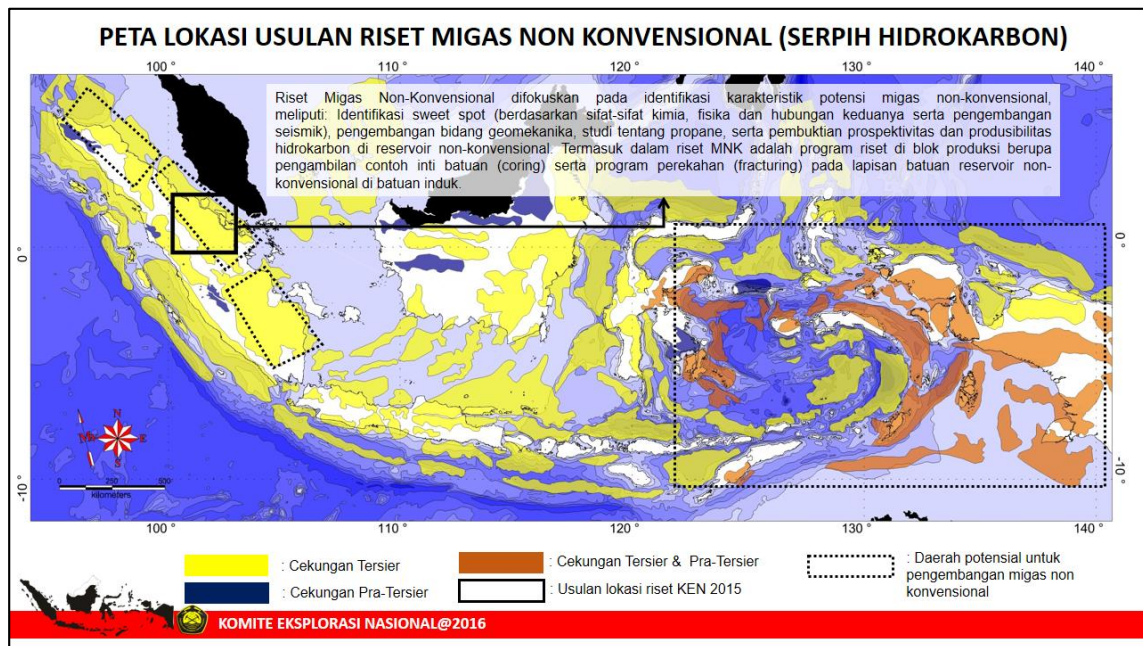 PETA LOKASI USULAN RISET MIGAS NON KONVENSIONAL (SERPIH HIDROKARBON)
100 ° 110 ° 120 ° 130 ° 140 °
Riset Migas Non-Konvensional difokuskan pada identifikasi karakteristik potensi migas non-konvensional,
meliputi: Identifikasi sweet spot (berdasarkan sifat-sifat kimia, fisika dan hubungan keduanya serta pengembangan
seismik), pengembangan bidang geomekanika, studi tentang propane, serta pembuktian prospektivitas dan produsibilitas
hidrokarbon di reservoir non-konvensional. Termasuk dalam riset MNK adalah program riset di blok produksi berupa
pengambilan contoh inti batuan (coring) serta program perekahan (fracturing) pada lapisan batuan reservoir non-
konvensional di batuan induk.
0 °
0 °
N
E
S
-10 °
-10 °
0 250 500
kilometers
100 ° 110 ° 120 ° 130 ° 140 °
: Cekungan Tersier
: Cekungan Pra-Tersier
: Cekungan Tersier & Pra-Tersier
: Usulan lokasi riset KEN 2015
: Daerah potensial untuk
pengembangan migas non
konvensional
KOMITE EKSPLORASI NASIONAL@2016